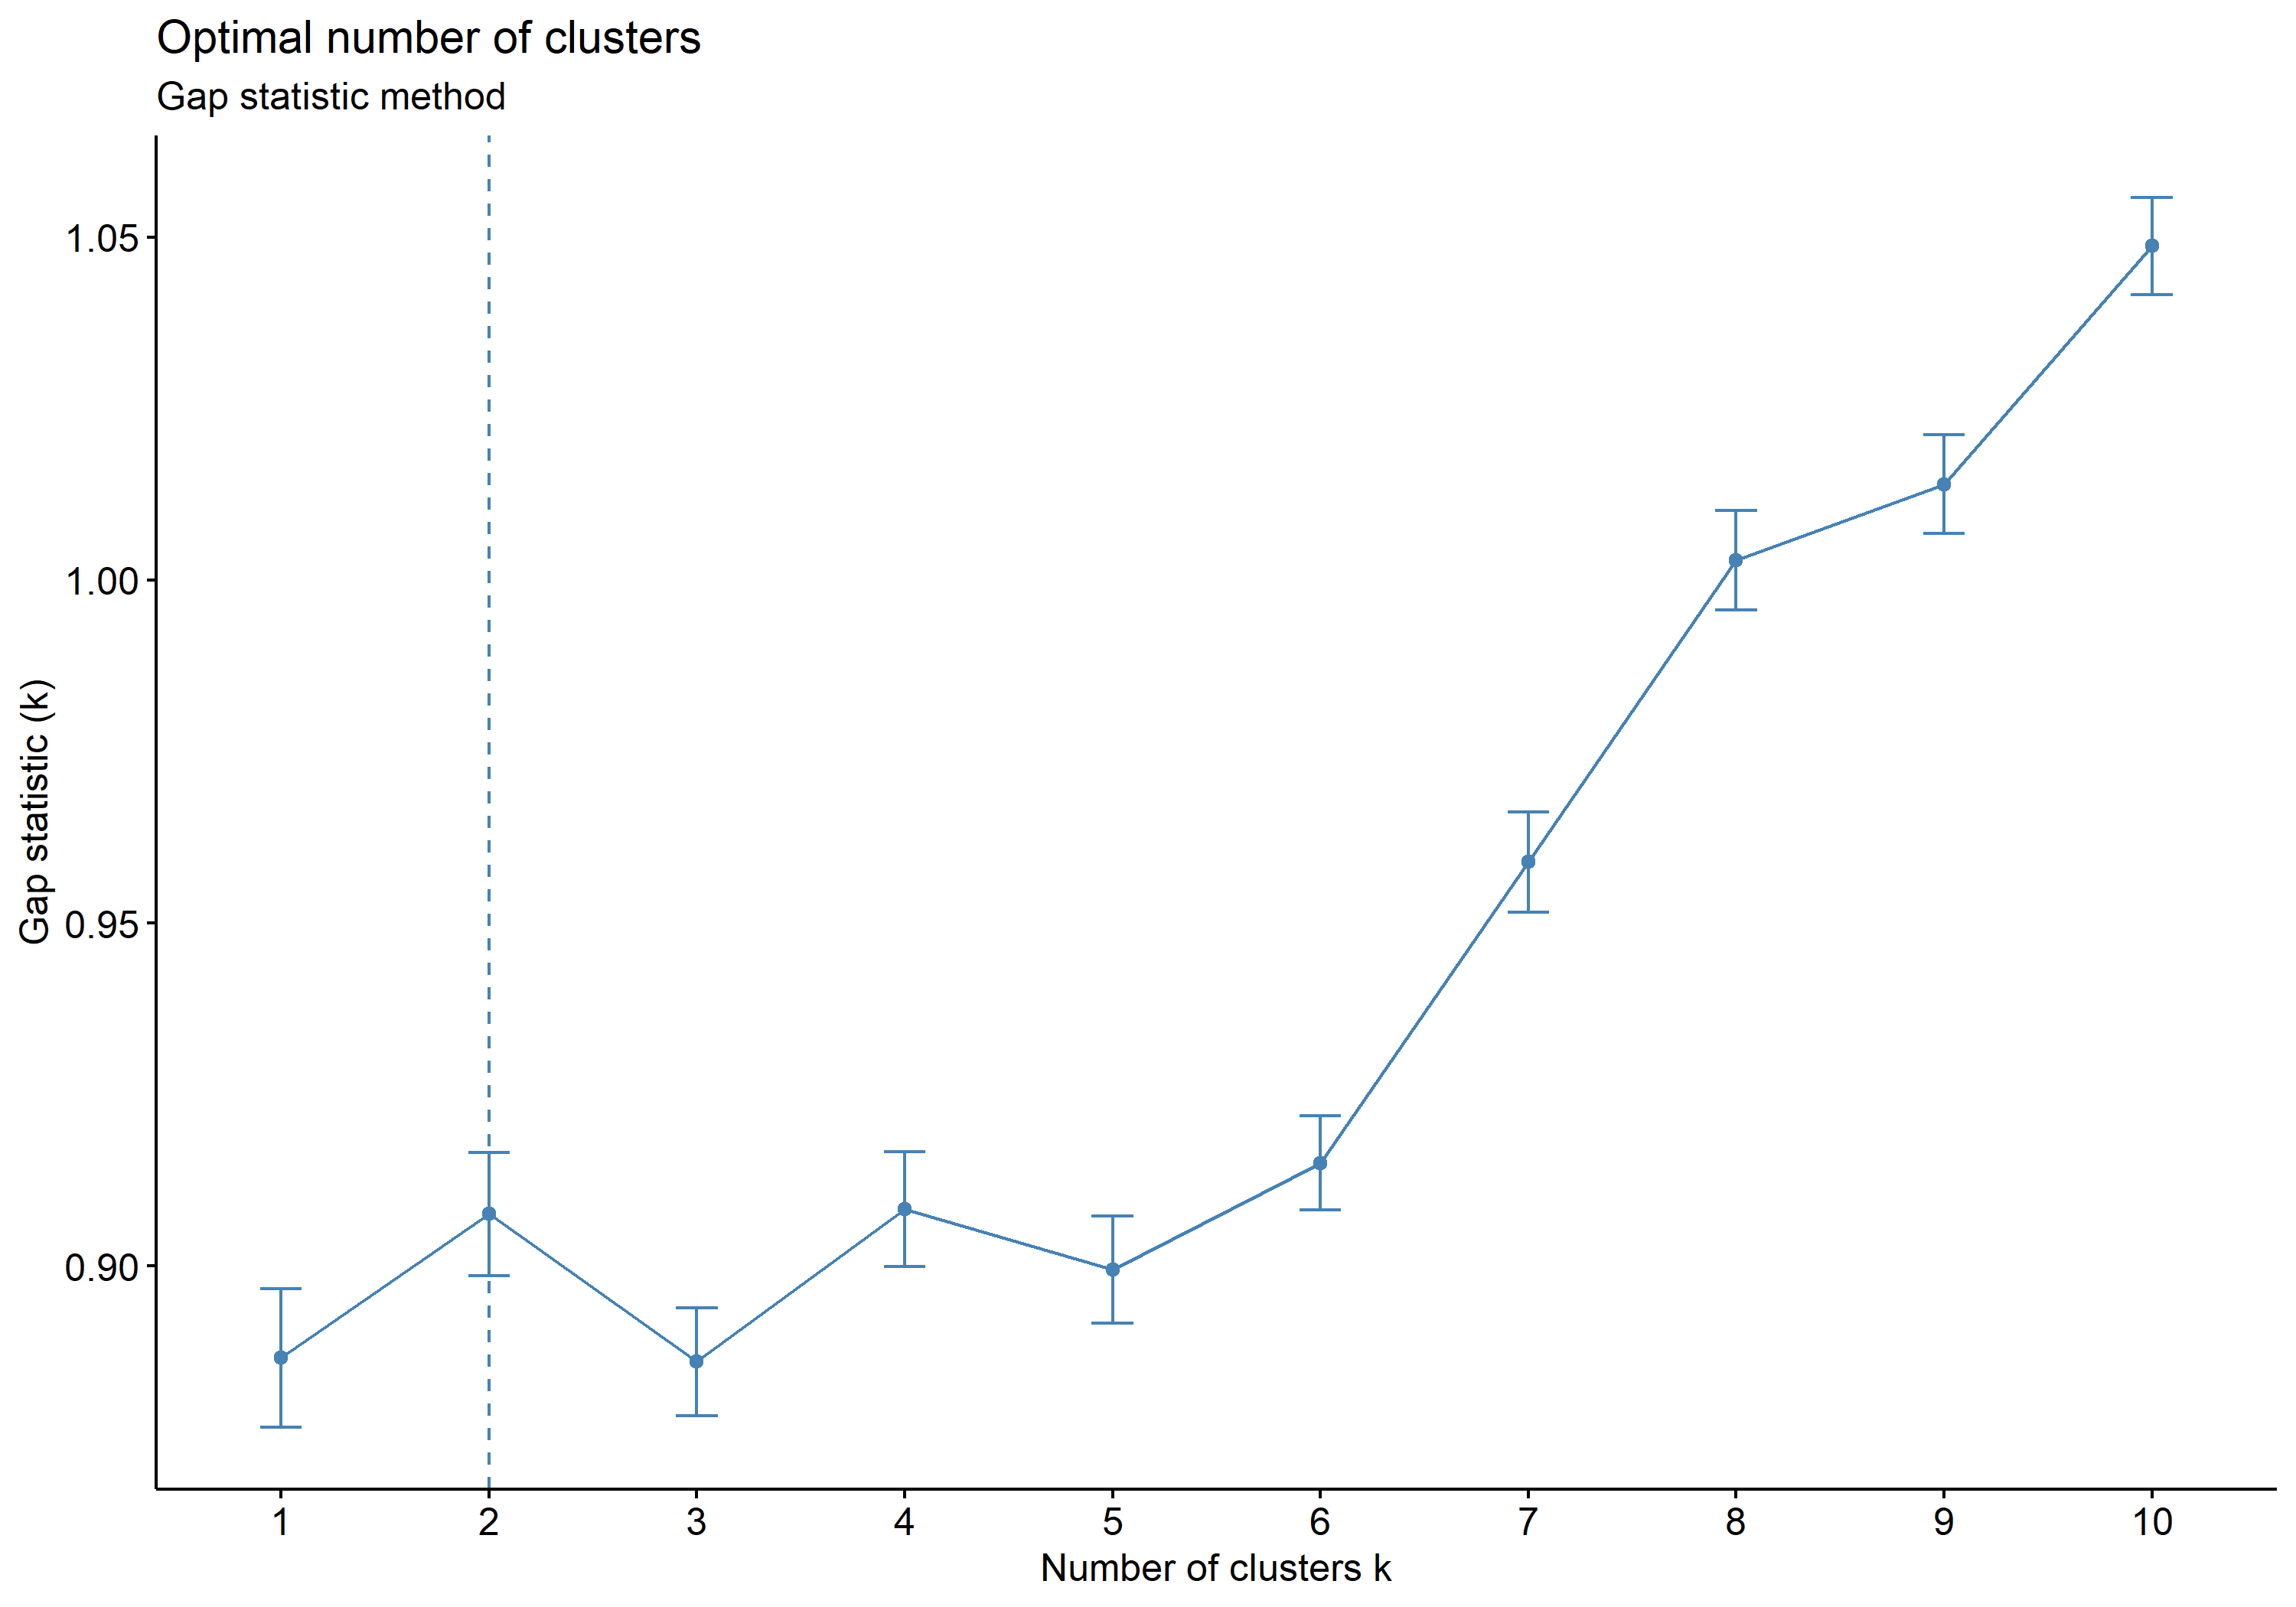 Optimal number of clusters
Gap statistic method
1.05
1.00
0.95
0.90
Gap statistic (k)
1 2 3 4 5 6 7 8 9 10
Number of clusters k